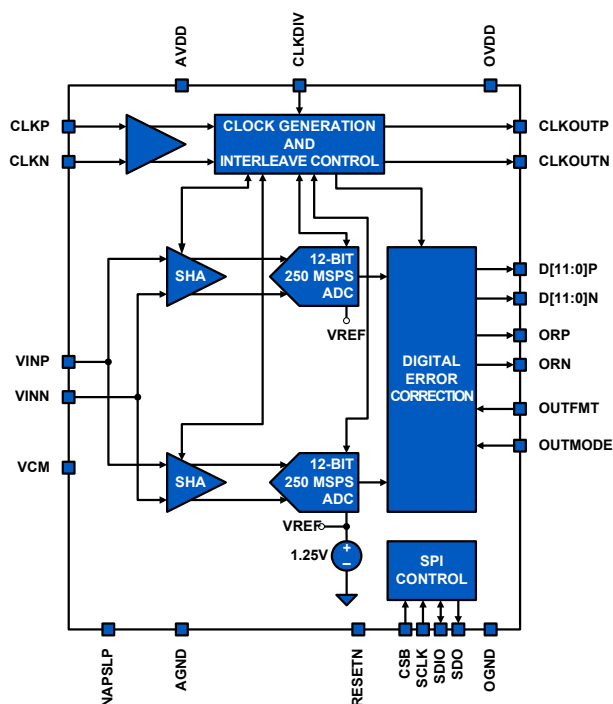 AVDD
CLKDIV
OVDD
CLKP
CLKN
CLOCK GENERATION
AND
INTERLEAVE CONTROL
CLKOUTP
CLKOUTN
SHA
12-BIT
250 MSPS
ADC
VREF
D[11:0]P
D[11:0]N
ORP
ORN
OUTFMT
OUTMODE
DIGITAL
ERROR
CORRECTION
VINP
VINN
VCM
SHA
12-BIT
250 MSPS
ADC
VREF
1.25V
+
–
SPI
CONTROL
NAPSLP
AGND
RESETN
CSB
SCLK
SDIO
SDO
OGND